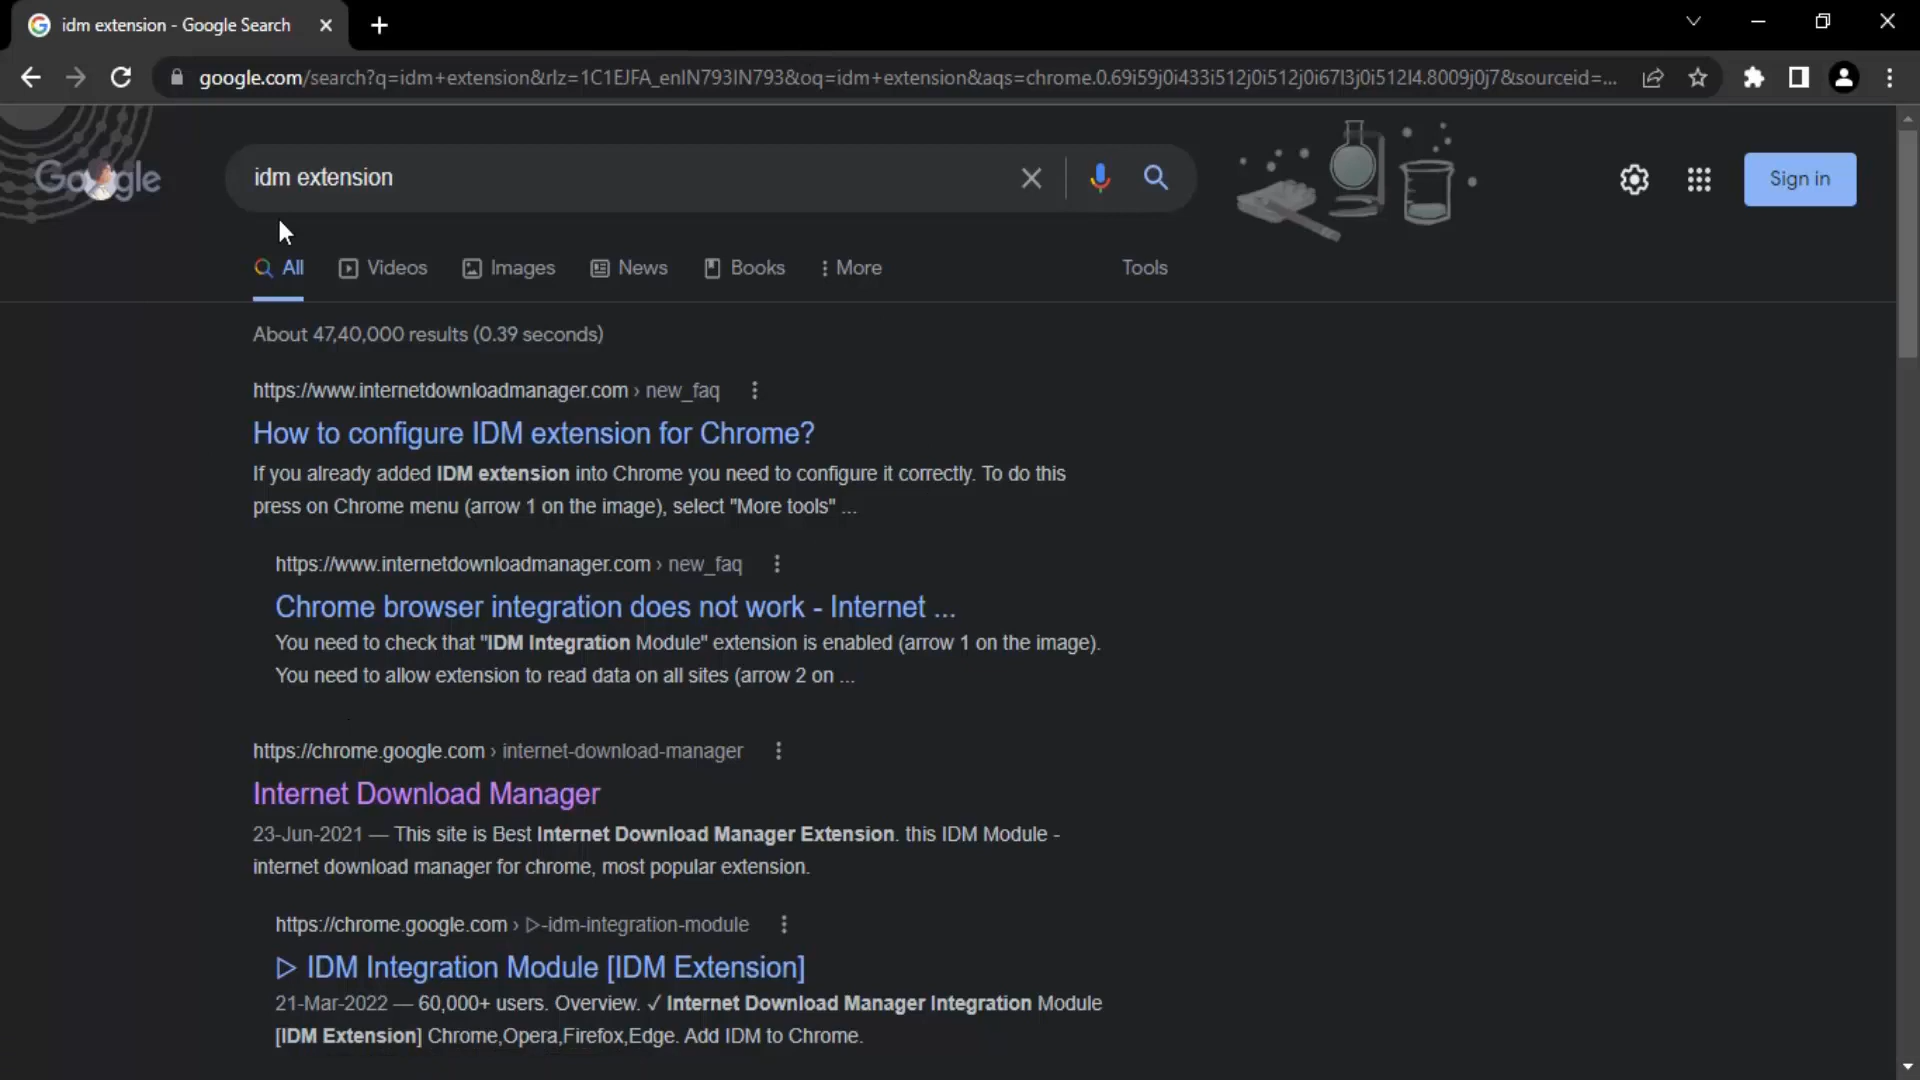 idm extension - Google Search
google.com/search?q=idm+extension&rlz=1C1EJFA_enIN793IN793&oq=idm+extension&aqs=chrome.0.69i59j0i433i512j0i512j0i67l3j0i512l4.8009j0j7&sourceid=...
Google
idm extension
Sign in
All Videos Images News Books More Tools
About 47,40,000 results (0.39 seconds)
https://www.internetdownloadmanager.com › new_faq
How to configure IDM extension for Chrome?
If you already added IDM extension into Chrome you need to configure it correctly. To do this
press on Chrome menu (arrow 1 on the image), select "More tools" ...
https://www.internetdownloadmanager.com › new_faq
Chrome browser integration does not work - Internet ...
You need to check that "IDM Integration Module" extension is enabled (arrow 1 on the image).
You need to allow extension to read data on all sites (arrow 2 on ...
https://chrome.google.com › internet-download-manager
Internet Download Manager
23-Jun-2021 — This site is Best Internet Download Manager Extension. this IDM Module -
internet download manager for chrome, most popular extension.
https://chrome.google.com › ▷-idm-integration-module
▷ IDM Integration Module [IDM Extension]
21-Mar-2022 — 60,000+ users. Overview. ✓ Internet Download Manager Integration Module
[IDM Extension] Chrome,Opera,Firefox,Edge. Add IDM to Chrome.